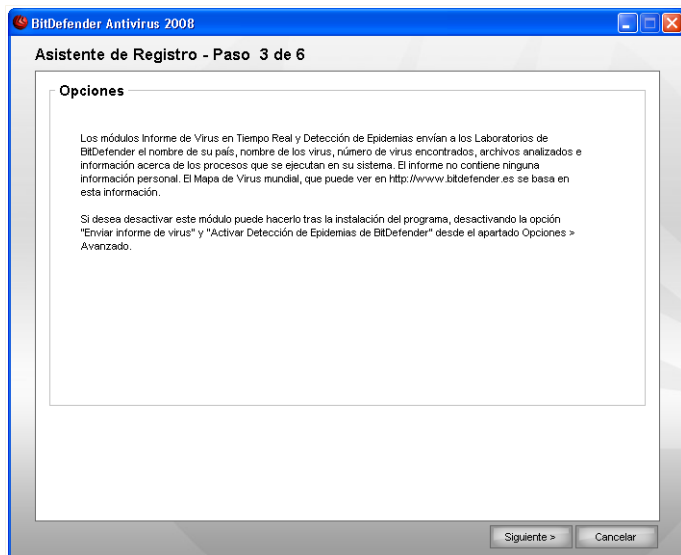 BitDefender Antivirus 2008
Asistente de Registro - Paso 3 de 6
Opciones
Los módulos Informe de Virus en Tiempo Real y Detección de Epidemias envían a los Laboratorios de
BitDefender el nombre de su país, nombre de los virus, número de virus encontrados, archivos analizados e
información acerca de los procesos que se ejecutan en su sistema. El informe no contiene ninguna
información personal. El Mapa de Virus mundial, que puede ver en http://www.bitdefender.es se basa en
esta información.
Si desea desactivar este módulo puede hacerlo tras la instalación del programa, desactivando la opción
"Enviar informe de virus" y "Activar Detección de Epidemias de BitDefender" desde el apartado Opciones >
Avanzado.
Siguiente >
Cancelar